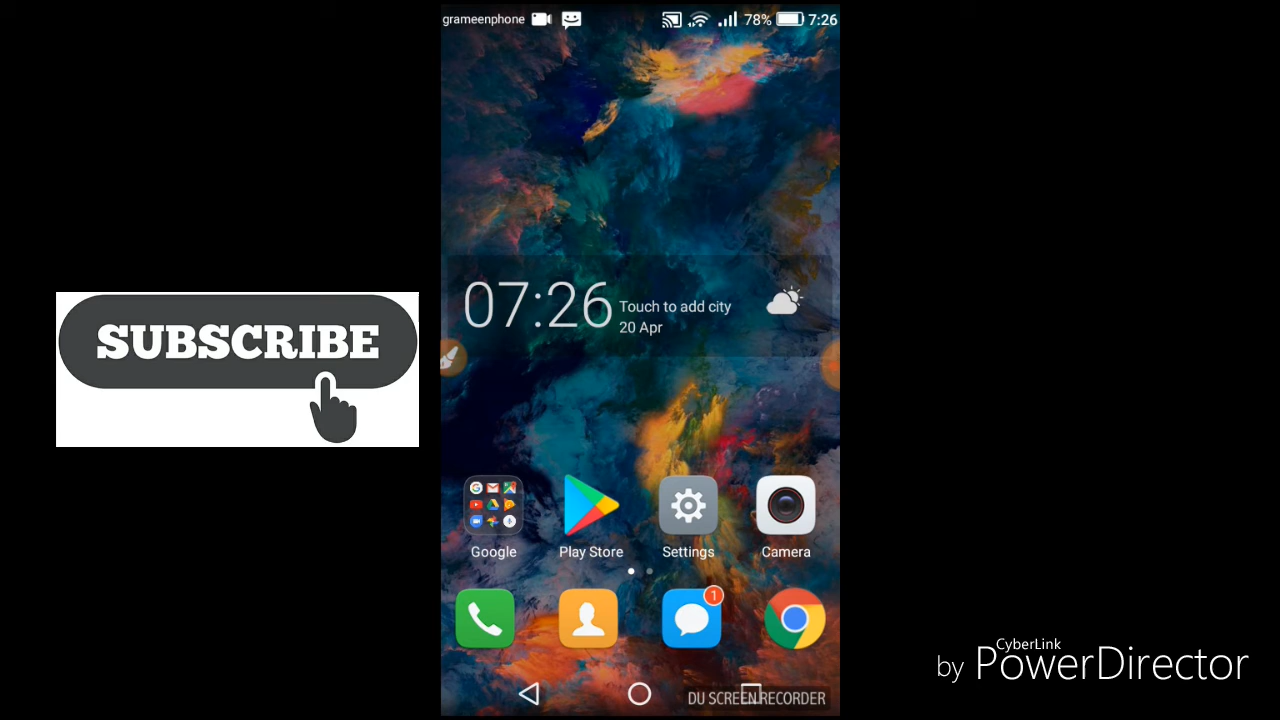 grameenphone 78% 7:26
07:26
Touch to add city
20 Apr
SUBSCRIBE
Google Play Store Settings Camera
1
CyberLink
by PowerDirector
DU SCREEN RECORDER